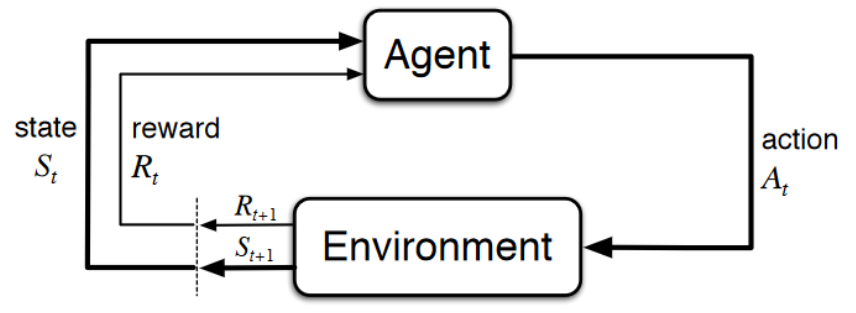 Agent
state
S_t
reward
R_t
action
A_t
R_{t+1}
S_{t+1}
Environment